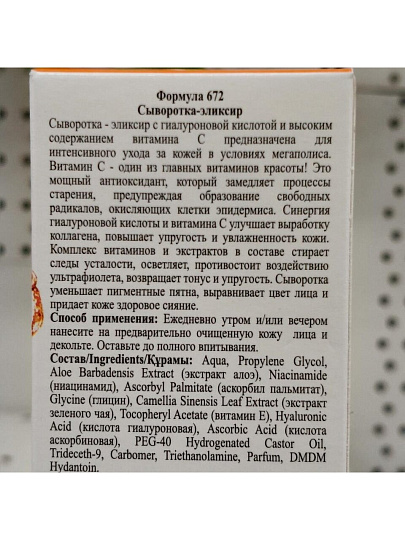 Формула 672
Сыворотка-эликсир
Сыворотка - эликсир с гиалуроновой кислотой и высоким
содержанием витамина С предназначена для
интенсивного ухода за кожей в условиях мегаполиса.
Витамин С - один из главных витаминов красоты! Это
мощный антиоксидант, который замедляет процессы
старения, предупреждая образование свободных
радикалов, окисляющих клетки эпидермиса. Синергия
гиалуроновой кислоты и витамина С улучшает выработку
коллагена, повышает упругость и увлажненность кожи.
Комплекс витаминов и экстрактов в составе стирает
следы усталости, осветляет, противостоит воздействию
ультрафиолета, возвращает тонус и упругость. Сыворотка
уменьшает пигментные пятна, выравнивает цвет лица и
придает коже здоровое сияние.
Способ применения: Ежедневно утром и/или вечером
нанесите на предварительно очищенную кожу лица и
декольте. Оставьте до полного впитывания.
Состав/Ingredients/Құрамы: Aqua, Propylene Glycol,
Aloe Barbadensis Extract (экстракт алоэ), Niacinamide
(ниацинамид), Ascorbyl Palmitate (аскорбил пальмитат),
Glycine (глицин), Camellia Sinensis Leaf Extract (экстракт
зеленого чая), Tocopheryl Acetate (витамин Е), Hyaluronic
Acid (кислота гиалуроновая), Ascorbic Acid (кислота
аскорбиновая), PEG-40 Hydrogenated Castor Oil,
Trideceth-9, Carbomer, Triethanolamine, Parfum, DMDM
Hydantoin.